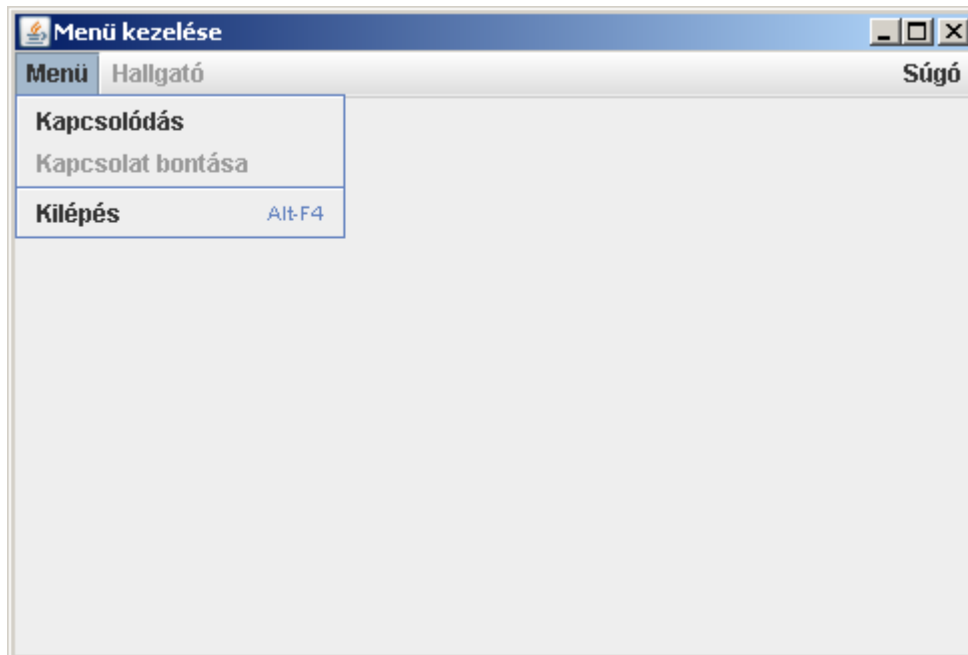 Menü kezelése
Menü Hallgató Súgó
Kapcsolódás
Kapcsolat bontása
Kilépés Alt-F4